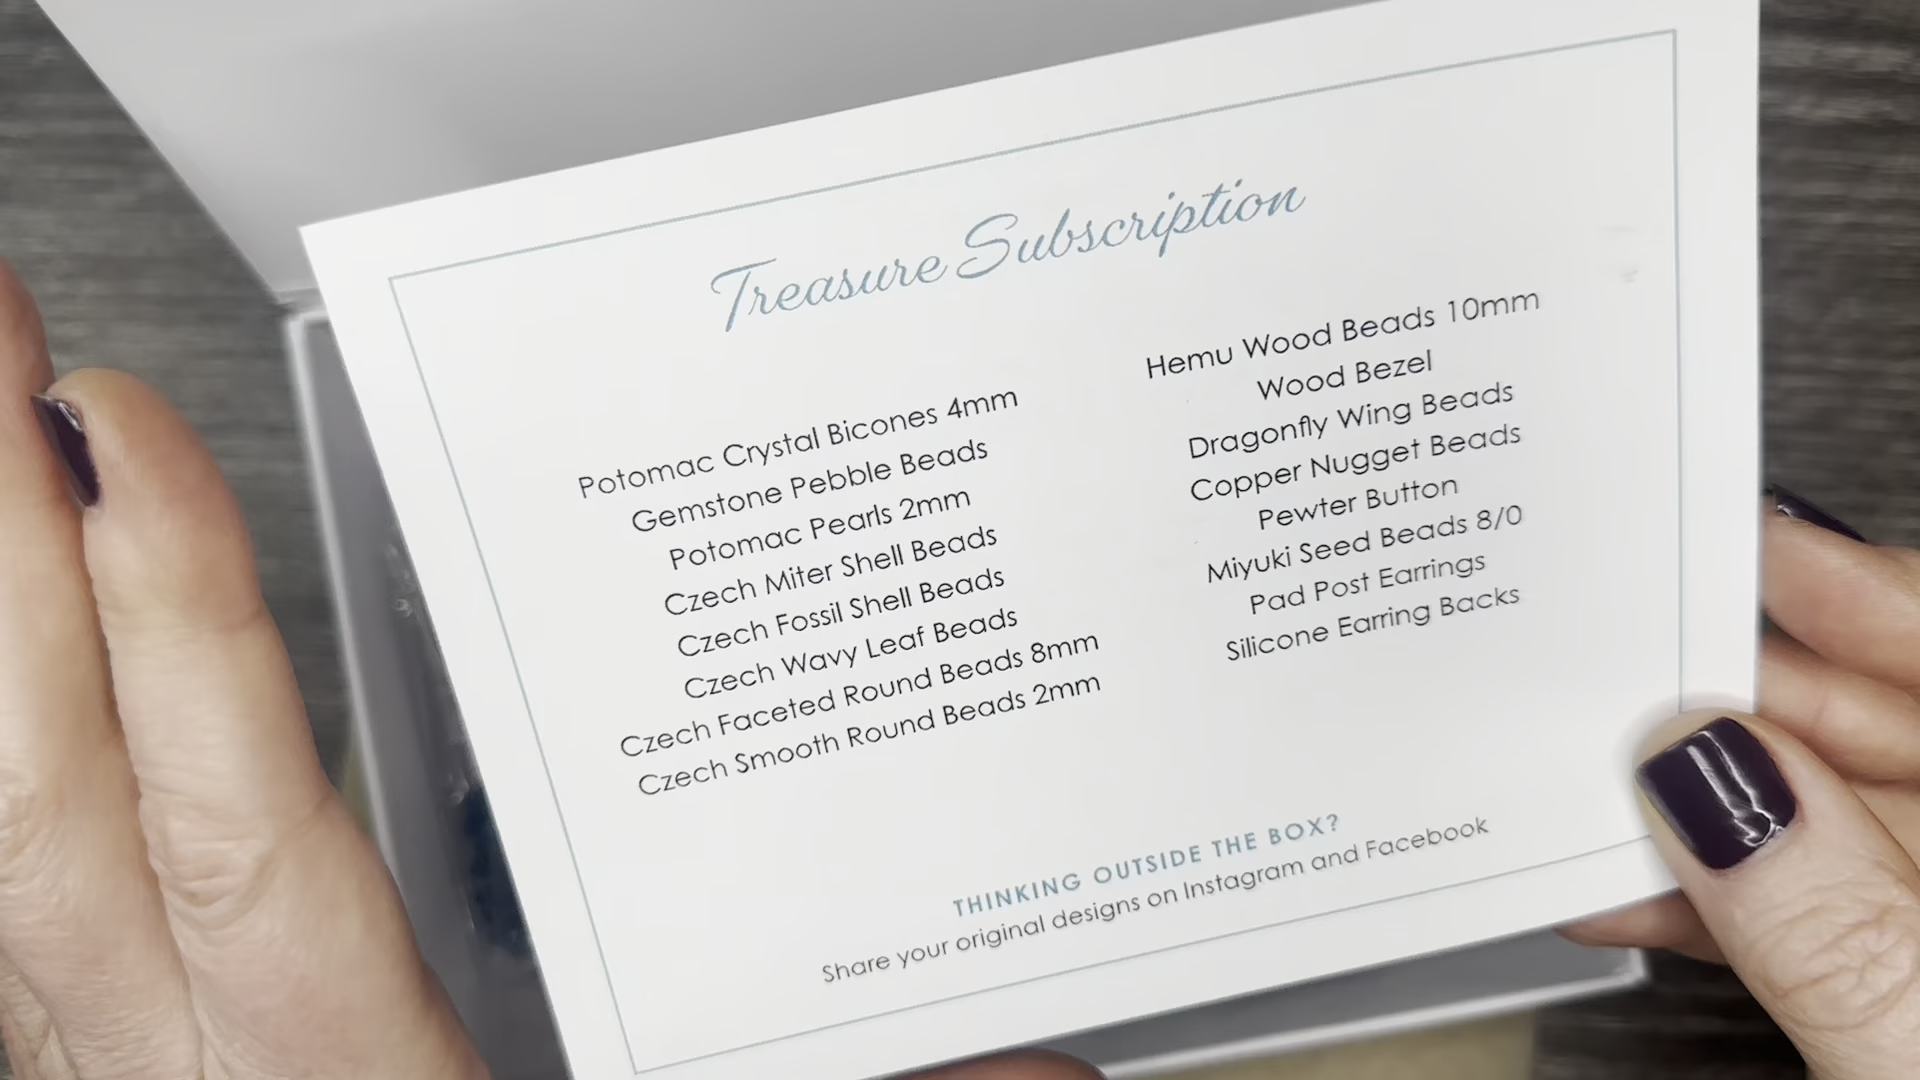 Treasure Subscription
Potomac Crystal Bicones 4mm
Gemstone Pebble Beads
Potomac Pearls 2mm
Czech Miter Shell Beads
Czech Fossil Shell Beads
Czech Wavy Leaf Beads
Czech Faceted Round Beads 8mm
Czech Smooth Round Beads 2mm
Hemu Wood Beads 10mm
Wood Bezel
Dragonfly Wing Beads
Copper Nugget Beads
Pewter Button
Miyuki Seed Beads 8/0
Pad Post Earrings
Silicone Earring Backs
THINKING OUTSIDE THE BOX?
Share your original designs on Instagram and Facebook